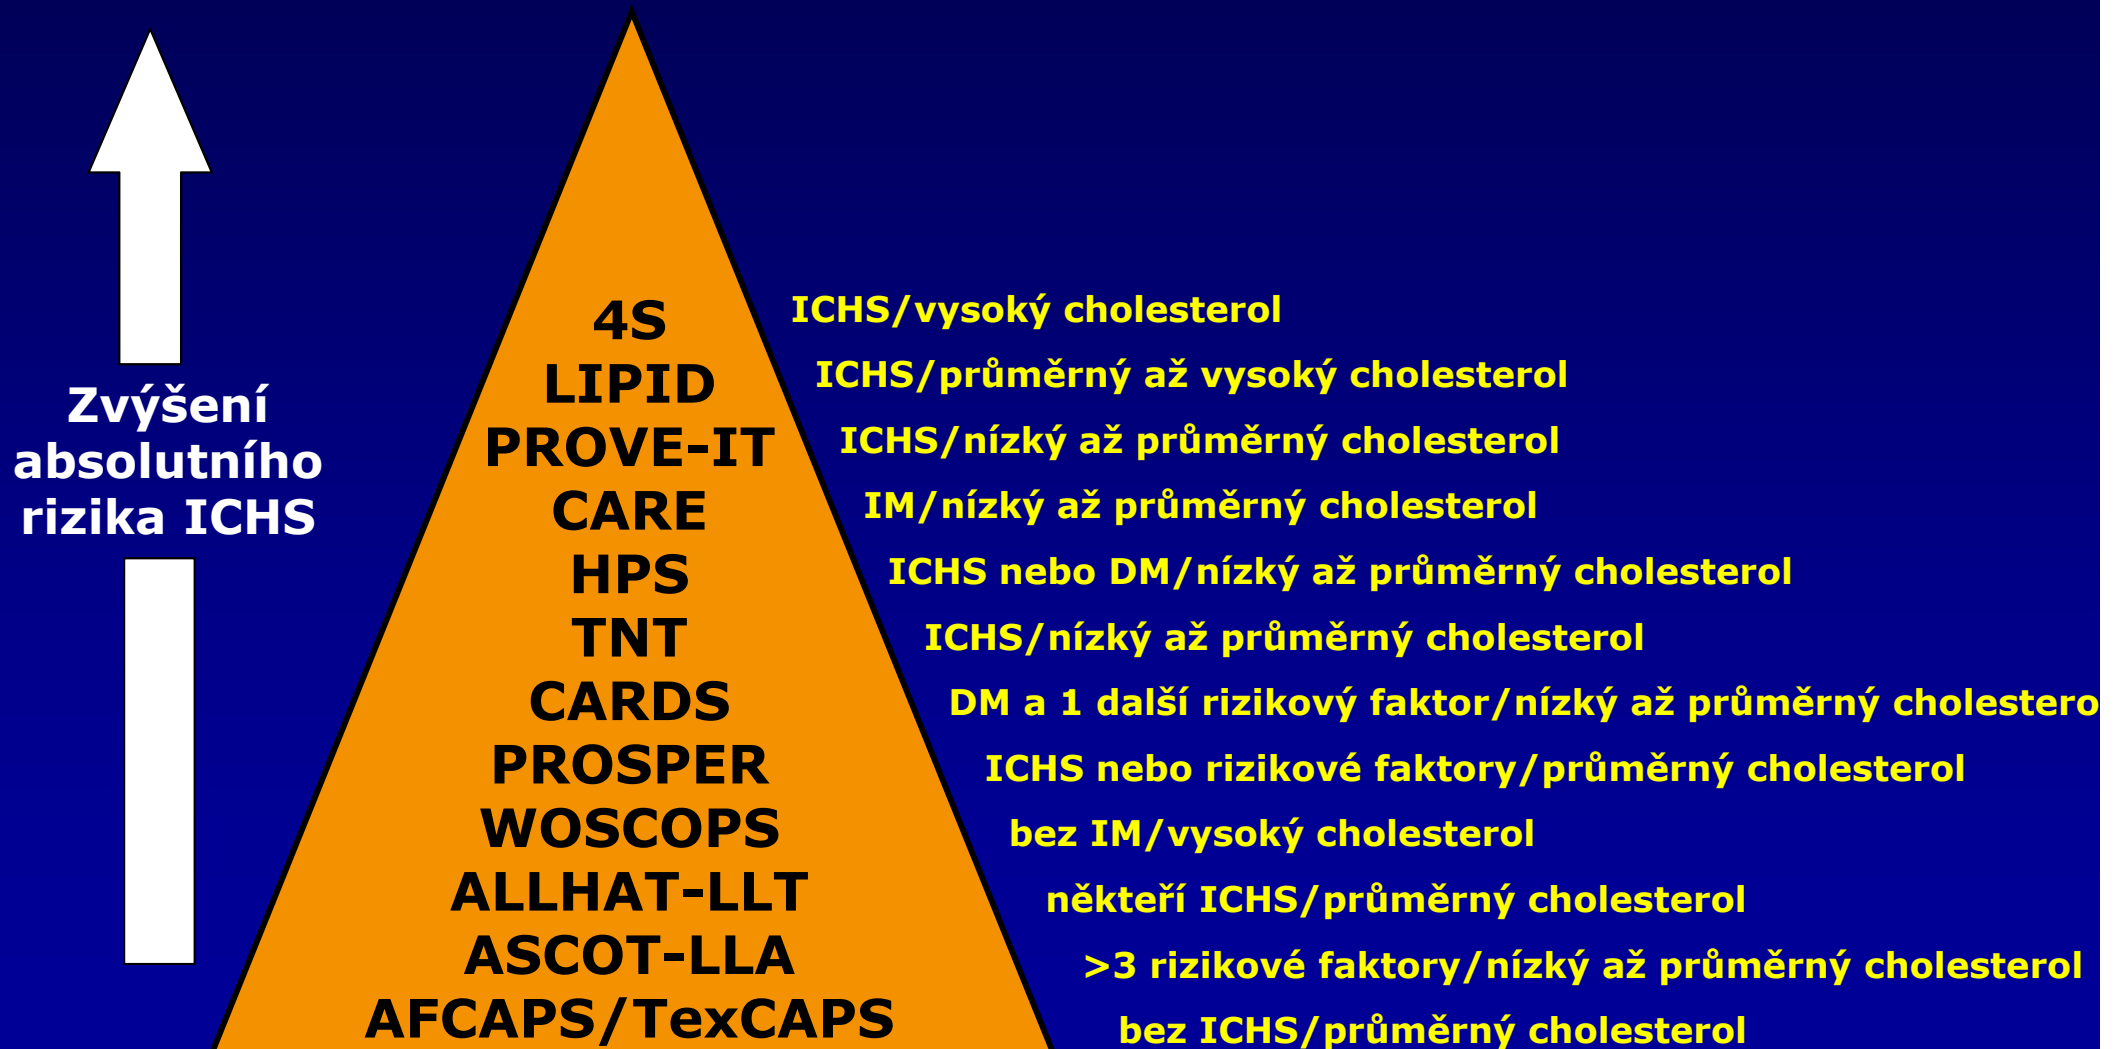 4S
ICHS/vysoký cholesterol
LIPID
ICHS/průměrný až vysoký cholesterol
Zvýšení
absolutního
rizika ICHS
PROVE-IT
ICHS/nízký až průměrný cholesterol
CARE
IM/nízký až průměrný cholesterol
HPS
ICHS nebo DM/nízký až průměrný cholesterol
TNT
ICHS/nízký až průměrný cholesterol
CARDS
DM a 1 další rizikový faktor/nízký až průměrný cholestero
PROSPER
ICHS nebo rizikové faktory/průměrný cholesterol
WOSCOPS
bez IM/vysoký cholesterol
ALLHAT-LLT
někteří ICHS/průměrný cholesterol
ASCOT-LLA
>3 rizikové faktory/nízký až průměrný cholesterol
AFCAPS/TexCAPS
bez ICHS/průměrný cholesterol